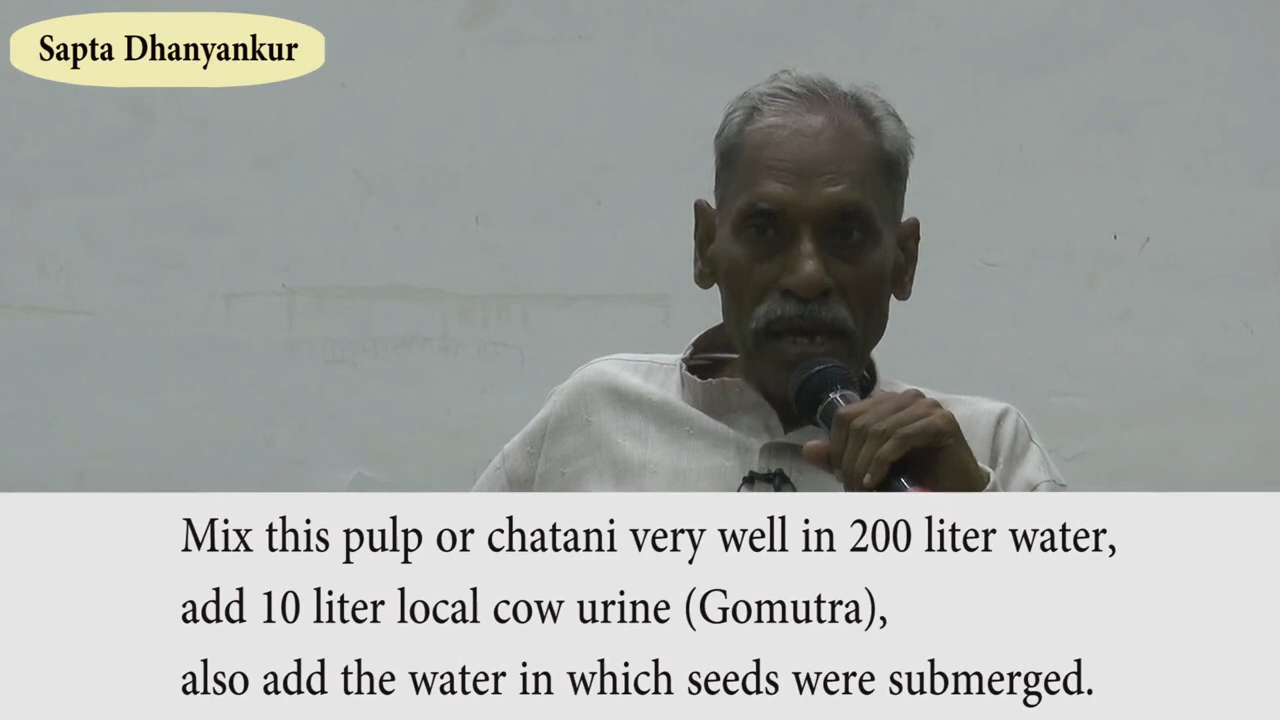 Sapta Dhanyankur
Mix this pulp or chatani very well in 200 liter water,
add 10 liter local cow urine (Gomutra),
also add the water in which seeds were submerged.